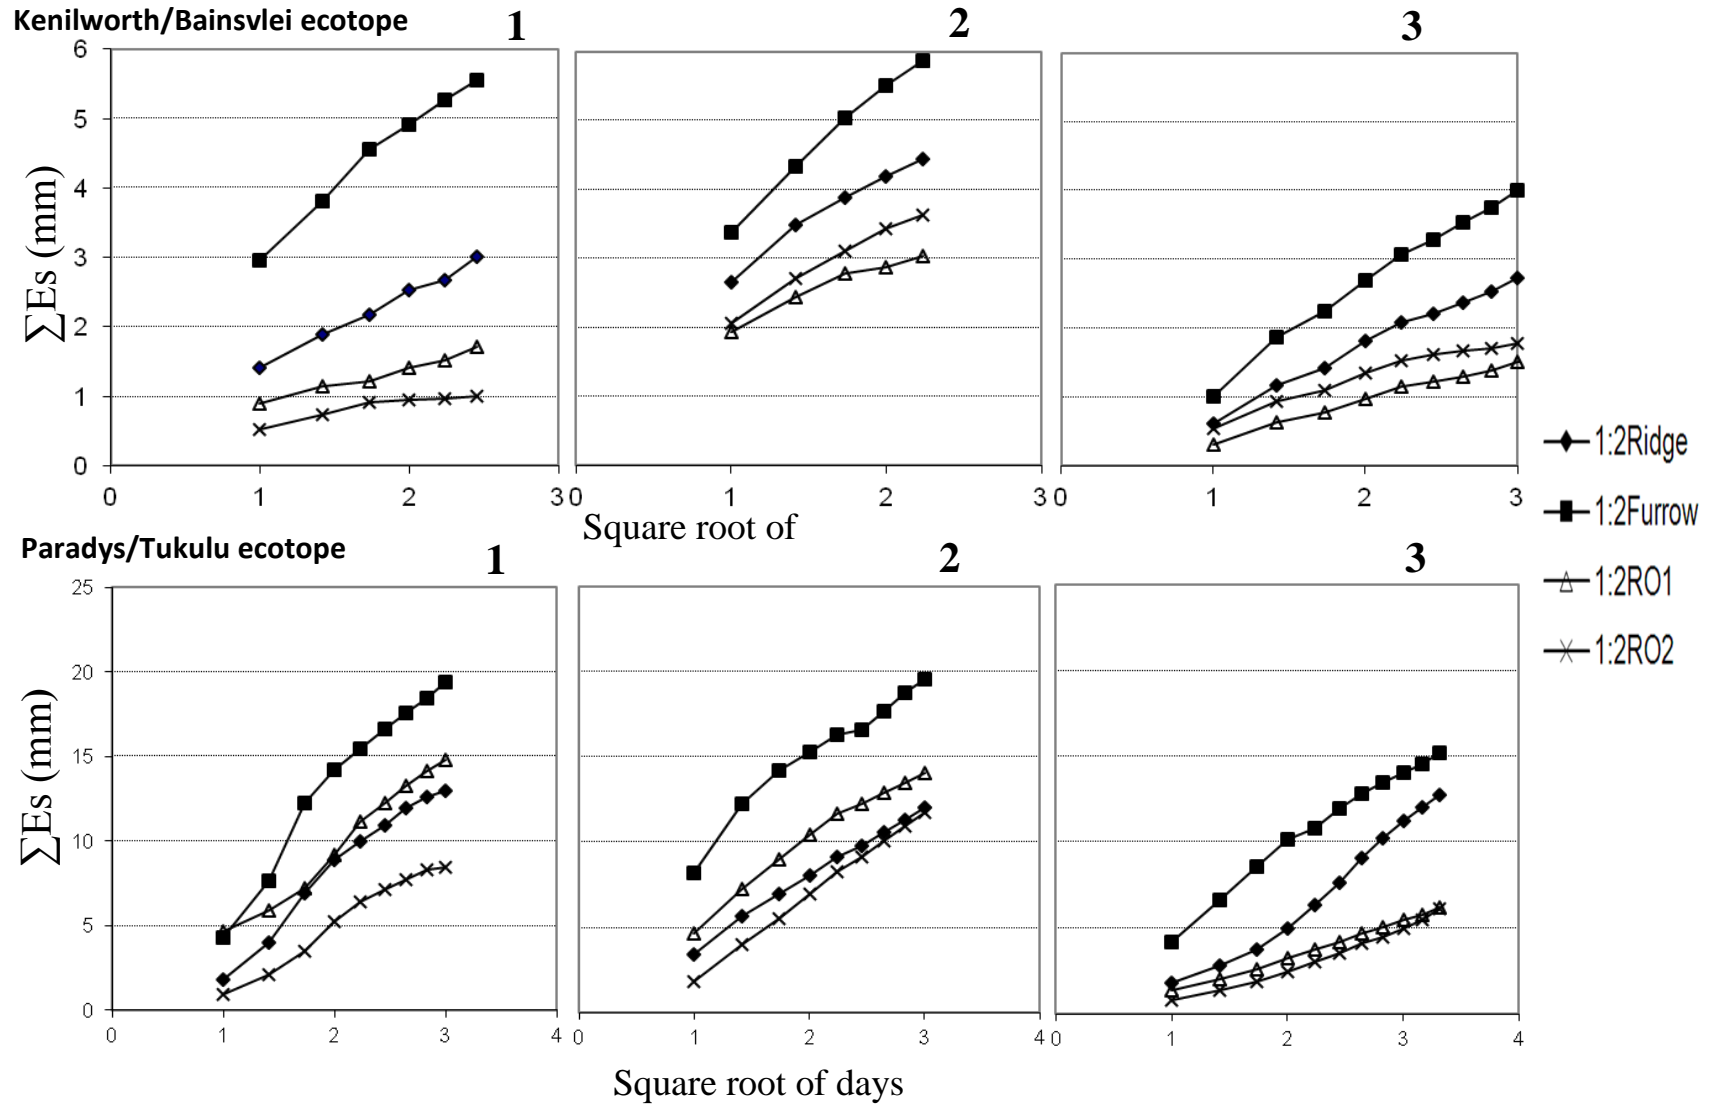 Kenilworth/Bainsvlei ecotope
1
2
3
6
5
4
3
2
1
0
∑Es (mm)
0 1 2 3
0 1 2 3
0 1 2 3
Square root of
1:2Ridge
1:2Furrow
1:2RO1
1:2RO2
Paradys/Tukulu ecotope
1
2
3
25
20
15
10
5
0
∑Es (mm)
0 1 2 3 4
0 1 2 3 4
0 1 2 3 4
Square root of days